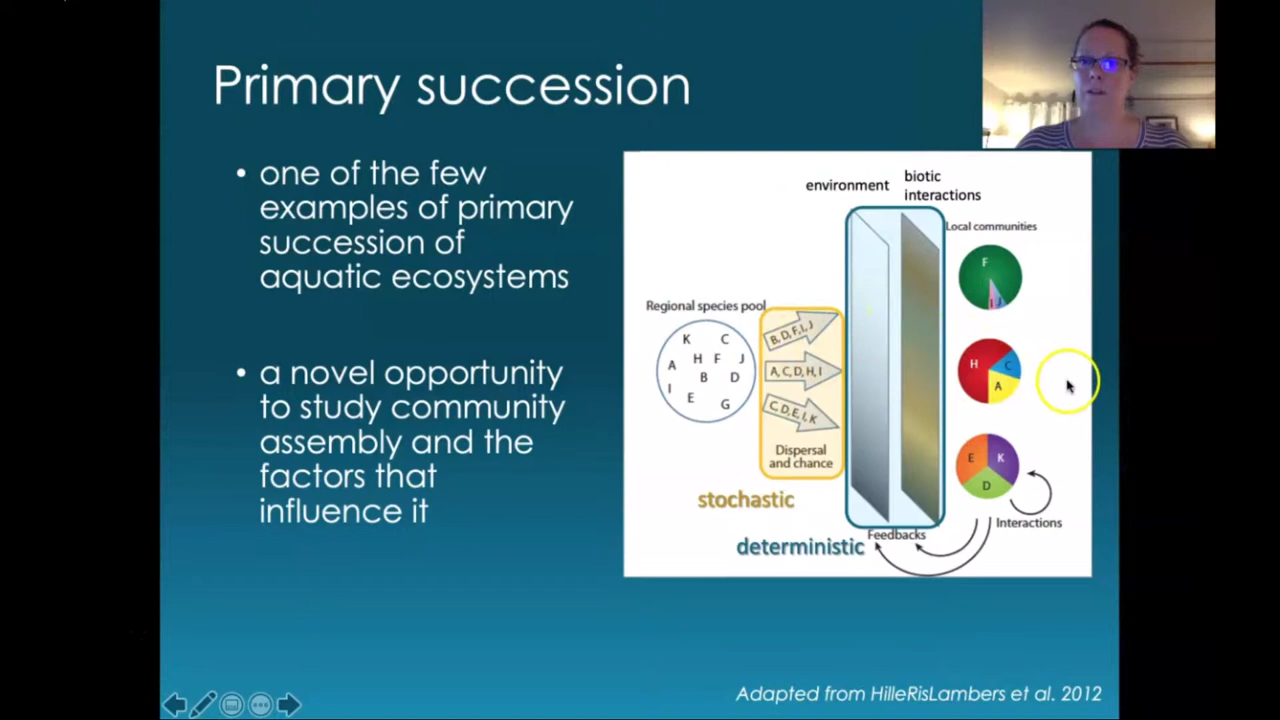 Primary succession
• one of the few
examples of primary
succession of
aquatic ecosystems
• a novel opportunity
to study community
assembly and the
factors that
influence it
environment
biotic
interactions
Local communities
F
I J
Regional species pool
K C
A H F J
I B D
E G
B, D, F, I, J
A, C, D, H, I
C D, E, I, K
Dispersal
and chance
H C
A
E K
D
stochastic
deterministic
Feedbacks
Interactions
Adapted from HilleRisLambers et al. 2012